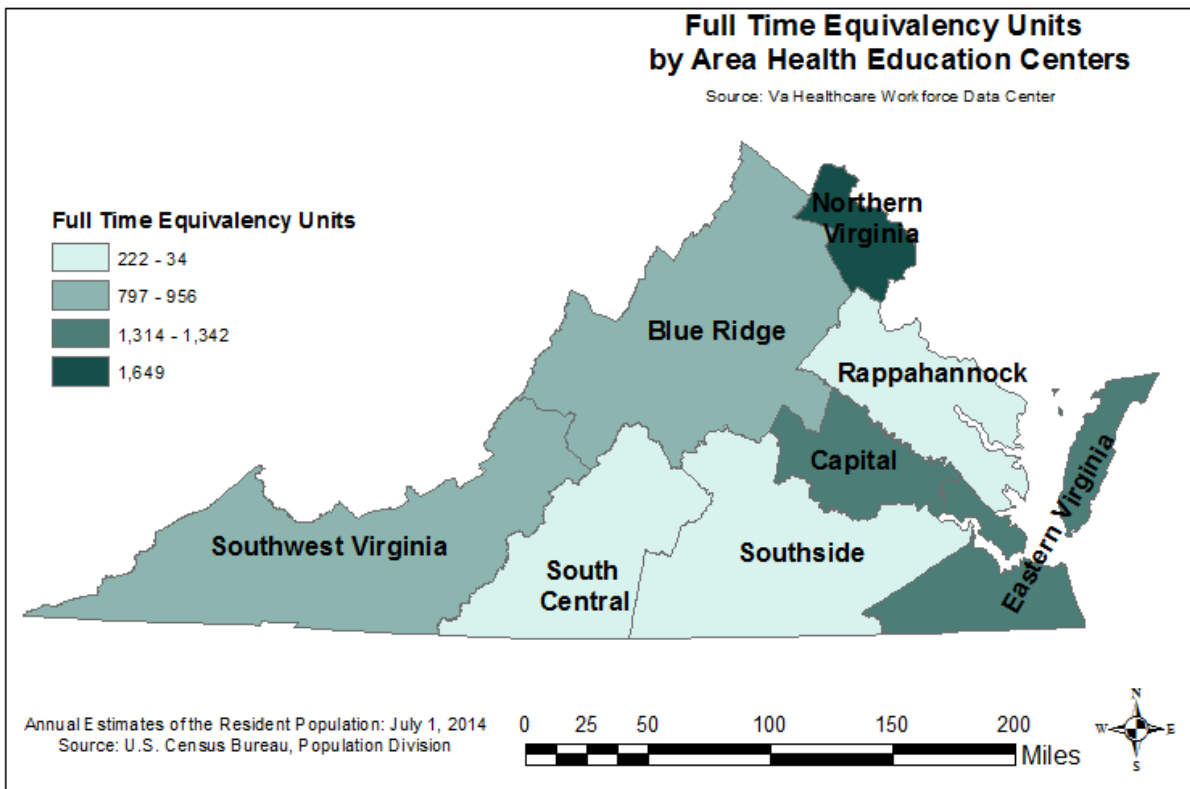 Full Time Equivalency Units
by Area Health Education Centers
Source: Va Healthcare Workforce Data Center
Full Time Equivalency Units
222 - 34
797 - 956
1,314 - 1,342
1,649
Northern
Virginia
Blue Ridge
Rappahannock
Capital
Eastern Virginia
Southwest Virginia
Southside
South
Central
Annual Estimates of the Resident Population: July 1, 2014
Source: U.S. Census Bureau, Population Division
0 25 50 100 150 200
Miles
N
W E
S